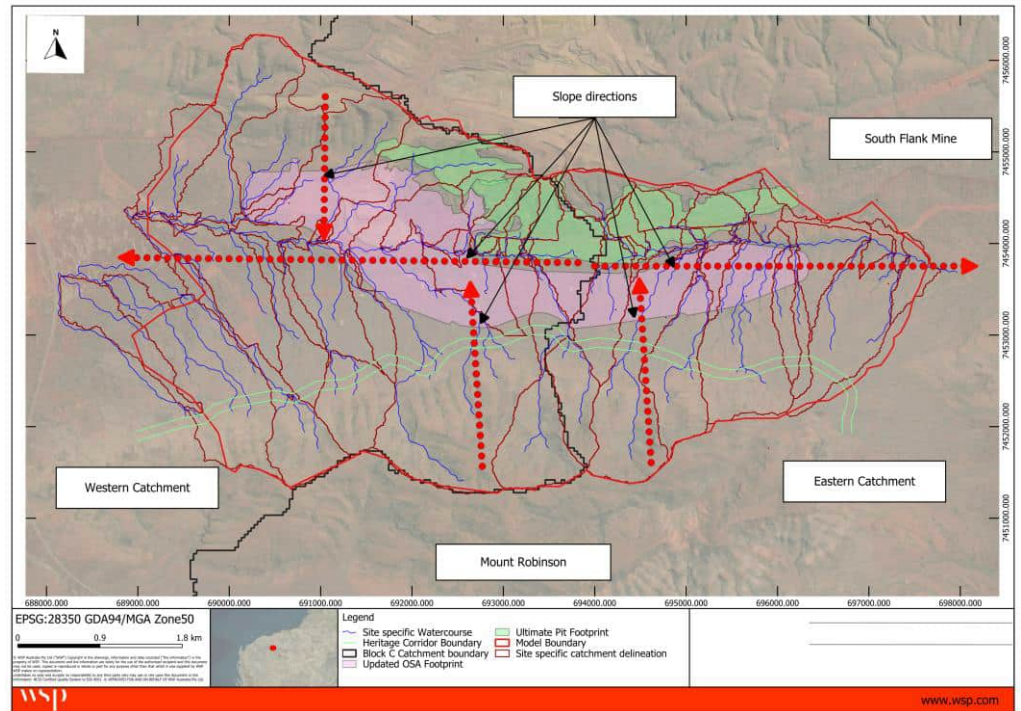 N
Slope directions
South Flank Mine
Western Catchment
Eastern Catchment
Mount Robinson
7456000.000
7455000.000
7454000.000
7453000.000
7452000.000
7451000.000
688000.000
689000.000
690000.000
691000.000
692000.000
693000.000
694000.000
695000.000
696000.000
697000.000
698000.000
EPSG:28350 GDA94/MGA Zone50
0 0.9 1.8 km
Legend
Site specific Watercourse
Heritage Corridor Boundary
Block C Catchment boundary
Updated OSA Footprint
Ultimate Pit Footprint
Model Boundary
Site specific catchment delineation
wsp
www.wsp.com